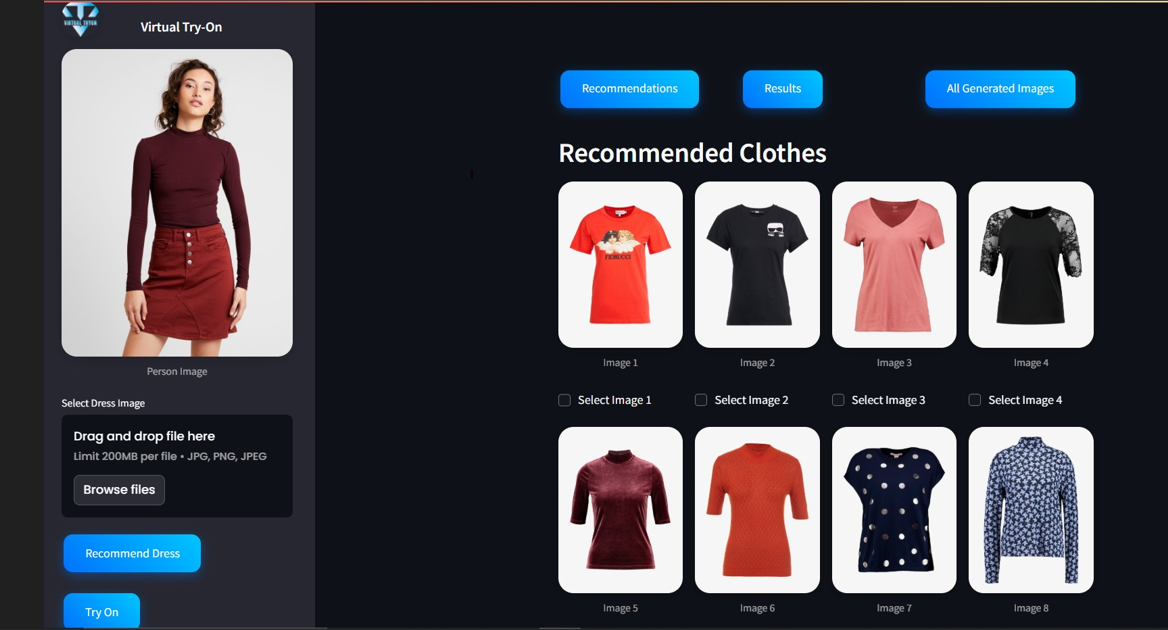 VIRTUAL TRYON
Virtual Try-On
Person Image
Select Dress Image
Drag and drop file here
Limit 200MB per file • JPG, PNG, JPEG
Browse files
Recommend Dress
Try On
Recommendations
Results
All Generated Images
Recommended Clothes
FIORUCCI
Image 1
Image 2
Image 3
Image 4
Select Image 1
Select Image 2
Select Image 3
Select Image 4
Image 5
Image 6
Image 7
Image 8